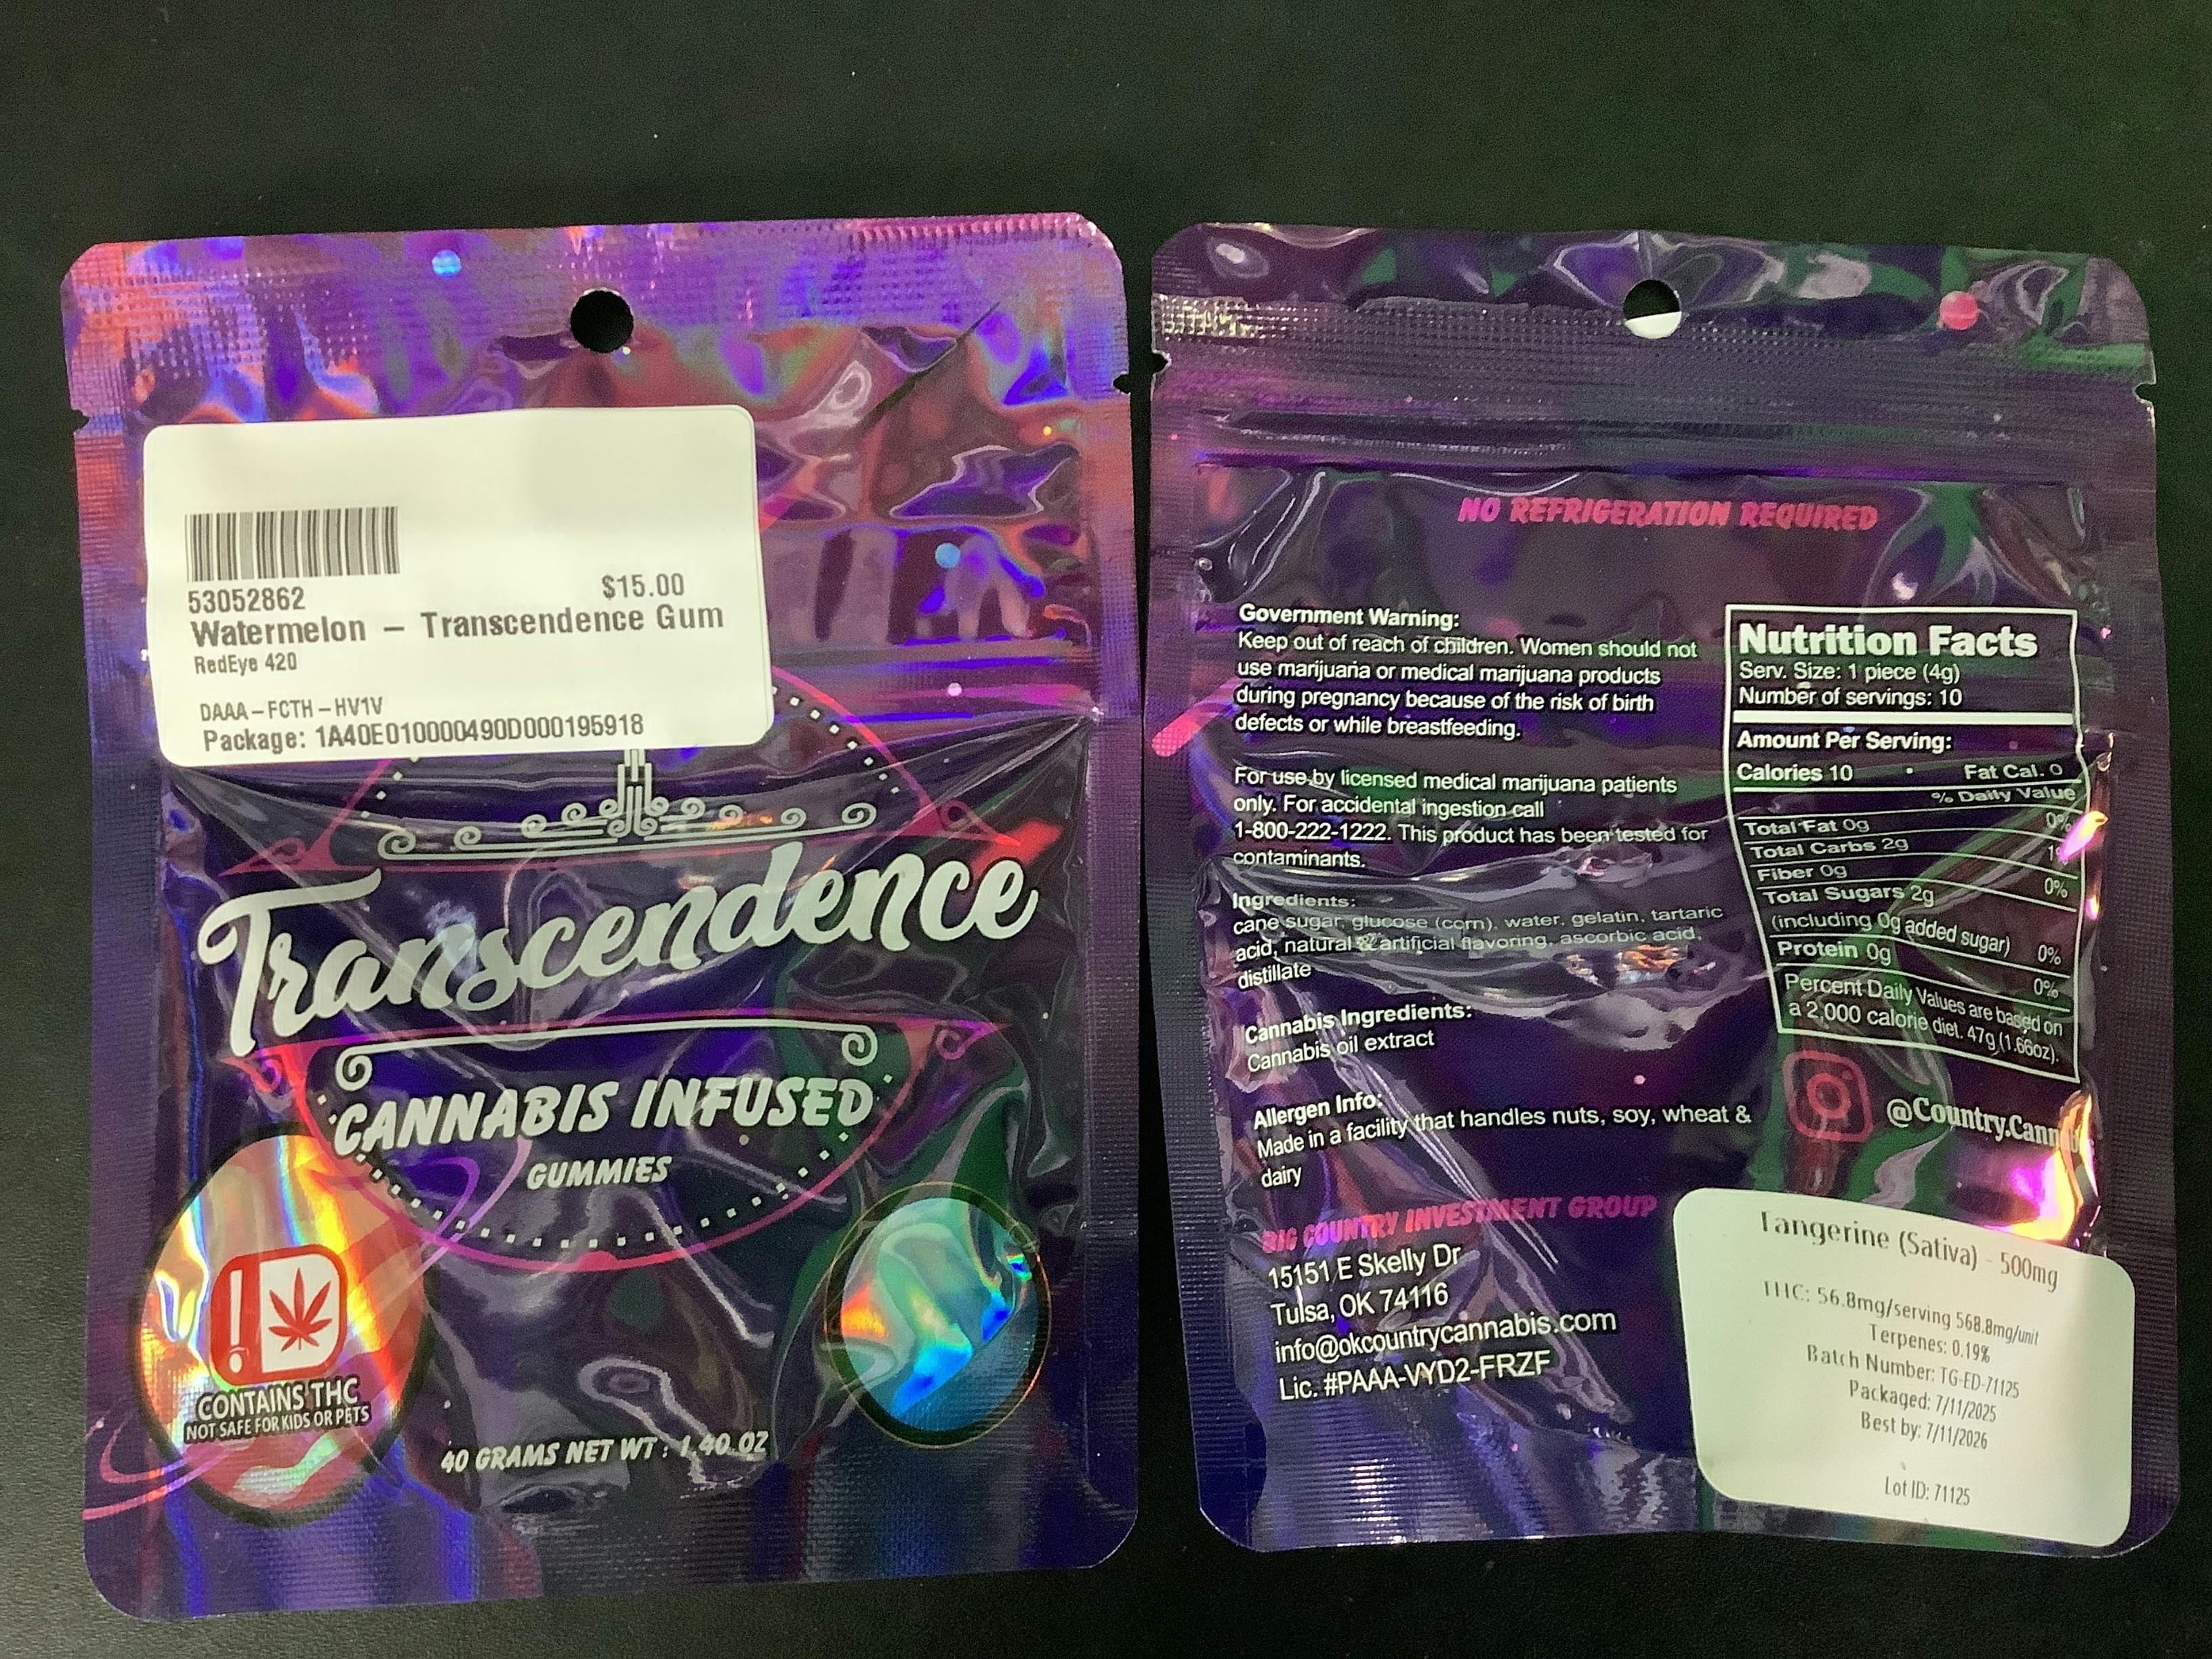 53052862
$15.00
Watermelon – Transcendence Gum
RedEye 420
DAAA–FCTH–HV1V
Package: 1A40E010000490D000195918
Transcendence
CANNABIS INFUSED
GUMMIES
CONTAINS THC
NOT SAFE FOR KIDS OR PETS
40 GRAMS NET WT : 1.40 OZ
NO REFRIGERATION REQUIRED
Government Warning:
Keep out of reach of children. Women should not
use marijuana or medical marijuana products
during pregnancy because of the risk of birth
defects or while breastfeeding.
For use by licensed medical marijuana patients
only. For accidental ingestion call
1-800-222-1222. This product has been tested for
contaminants.
Ingredients:
cane sugar, glucose (corn), water, gelatin, tartaric
acid, natural & artificial flavoring, ascorbic acid,
distillate
Cannabis Ingredients:
Cannabis oil extract
Allergen Info:
Made in a facility that handles nuts, soy, wheat &
dairy
BIG COUNTRY INVESTMENT GROUP
15151 E Skelly Dr
Tulsa, OK 74116
info@okcountrycannabis.com
Lic. #PAAA-VYD2-FRZF
Nutrition Facts
Serv. Size: 1 piece (4g)
Number of servings: 10
Amount Per Serving:
Calories 10 • Fat Cal. 0
% Daily Value
Total Fat 0g 0%
Total Carbs 2g 1%
Fiber 0g 0%
Total Sugars 2g
(including 0g added sugar) 0%
Protein 0g 0%
Percent Daily Values are based on
a 2,000 calorie diet. 47g (1.66oz).
@Country.Cann
Tangerine (Sativa) - 500mg
THC: 56.8mg/serving 568.8mg/unit
Terpenes: 0.19%
Batch Number: TG-ED-71125
Packaged: 7/11/2025
Best by: 7/11/2026
Lot ID: 71125